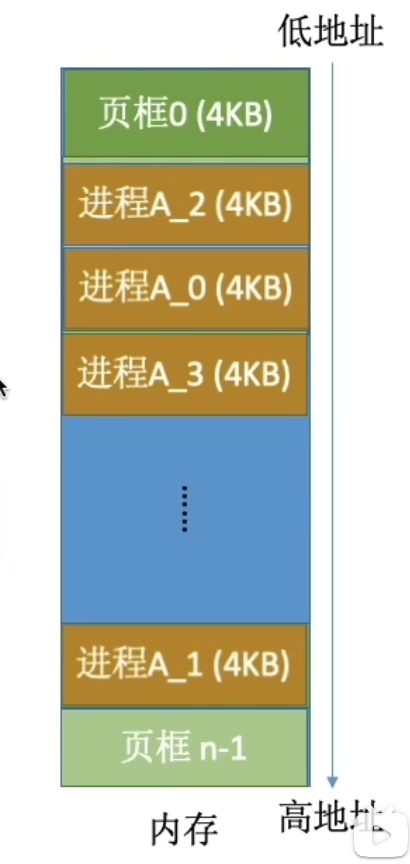 低地址
页框0 (4KB)
进程A_2 (4KB)
进程A_0 (4KB)
进程A_3 (4KB)
......
进程A_1 (4KB)
页框 n-1
内存
高地址